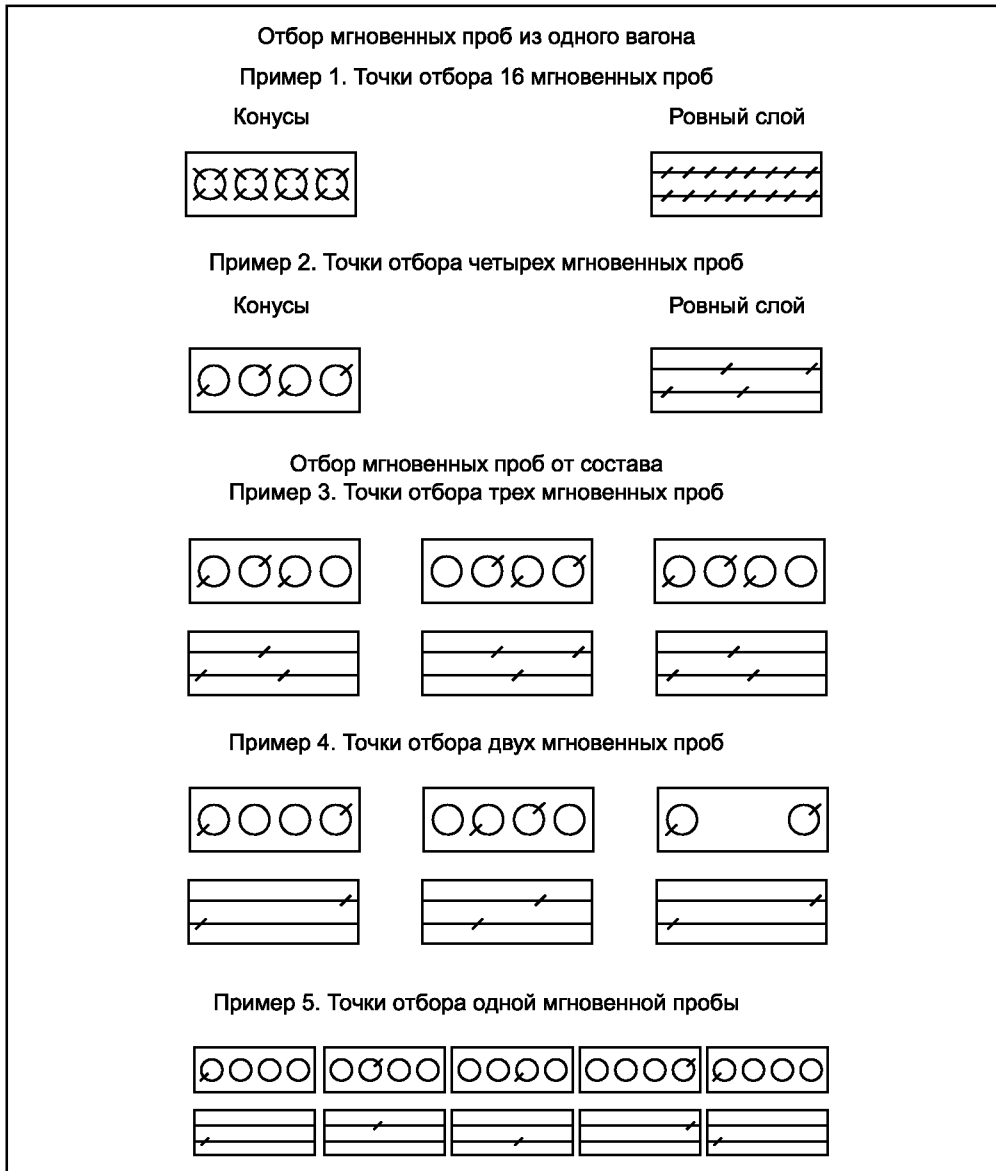 Отбор мгновенных проб из одного вагона
Пример 1. Точки отбора 16 мгновенных проб
Конусы
Ровный слой
Пример 2. Точки отбора четырех мгновенных проб
Конусы
Ровный слой
Отбор мгновенных проб от состава
Пример 3. Точки отбора трех мгновенных проб
Пример 4. Точки отбора двух мгновенных проб
Пример 5. Точки отбора одной мгновенной пробы